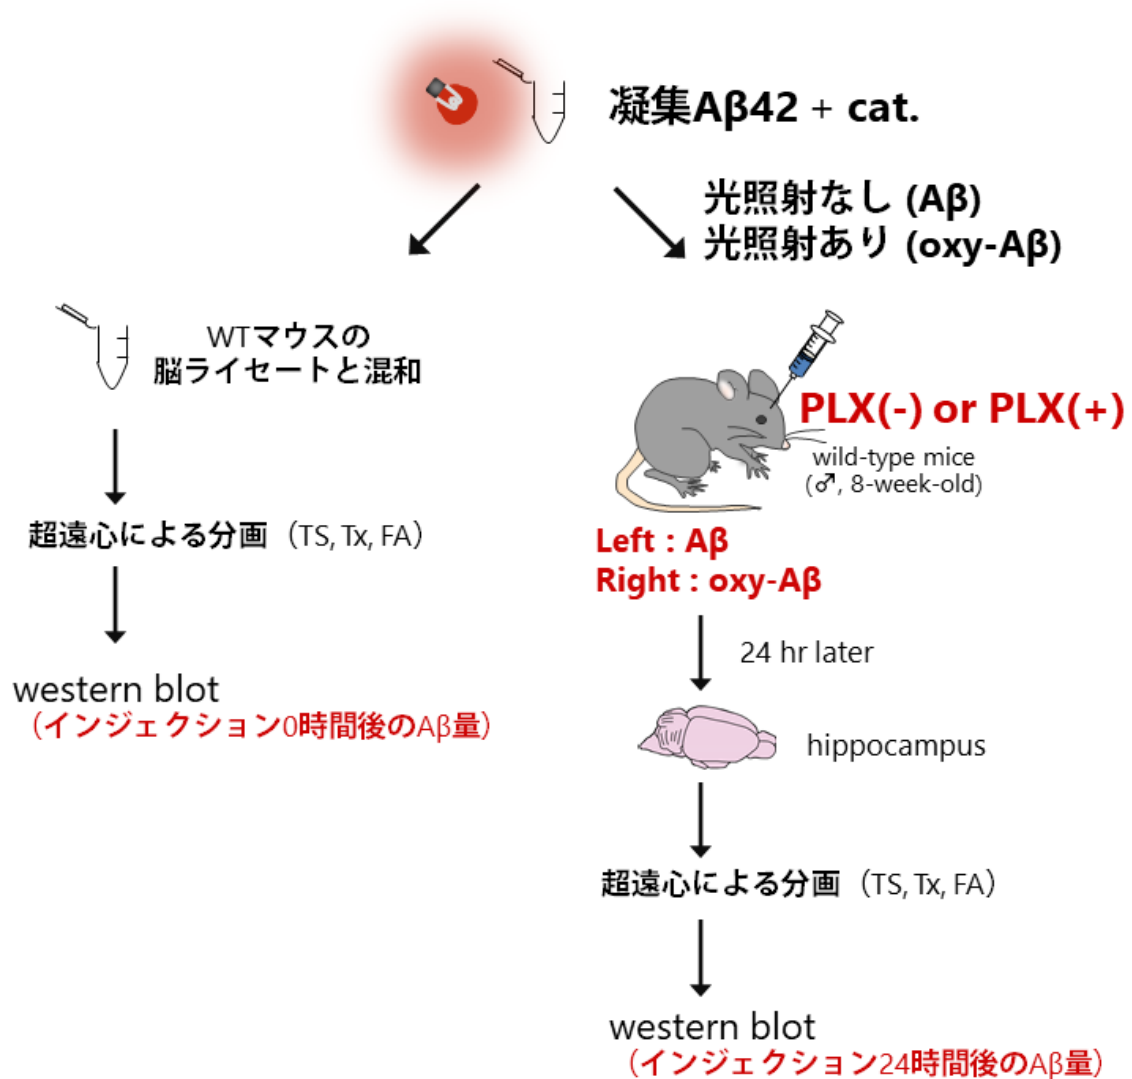 凝集Aβ42 + cat.
光照射なし (Aβ)
光照射あり (oxy-Aβ)
WTマウスの
脳ライセートと混和
超遠心による分画（TS, Tx, FA）
western blot
（インジェクション0時間後のAβ量）
PLX(-) or PLX(+)
wild-type mice
(♂, 8-week-old)
Left : Aβ
Right : oxy-Aβ
24 hr later
hippocampus
超遠心による分画（TS, Tx, FA）
western blot
（インジェクション24時間後のAβ量）